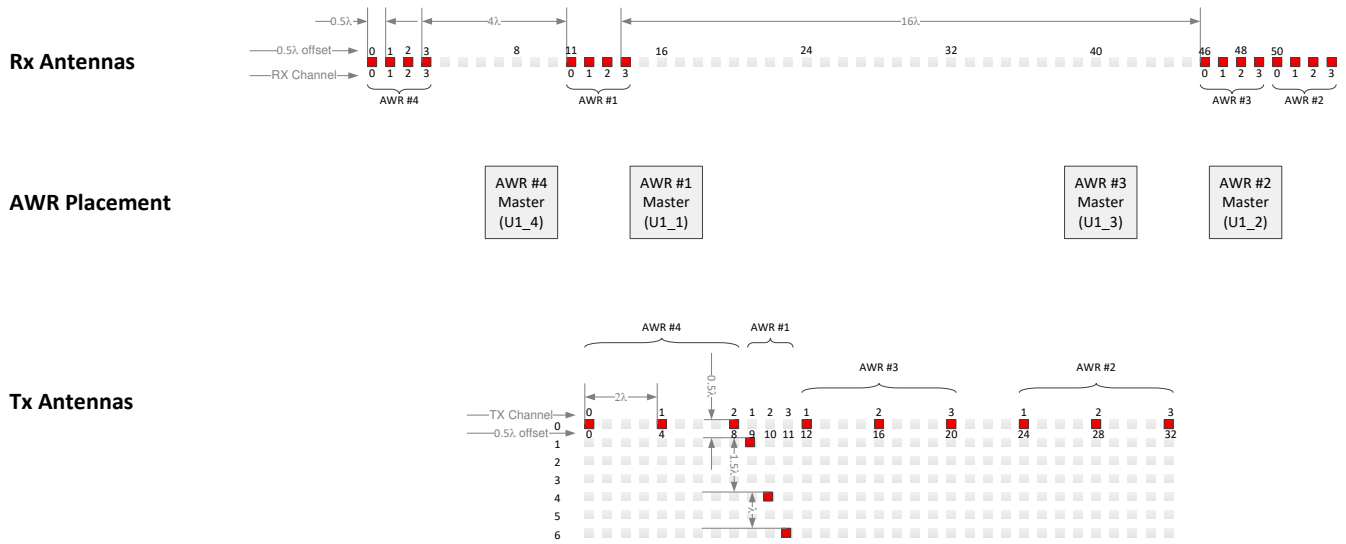 0.5λ 4λ 16λ
0.5λ offset 0 1 2 3 8 11 16 24 32 40 46 48 50
Rx Antennas
RX Channel 0 1 2 3 0 1 2 3 0 1 2 3 0 1 2 3
AWR #4 AWR #1 AWR #3 AWR #2
AWR Placement
AWR #4
Master
(U1_4)
AWR #1
Master
(U1_1)
AWR #3
Master
(U1_3)
AWR #2
Master
(U1_2)
AWR #4 AWR #1
AWR #3 AWR #2
0.5λ
2λ
Tx Antennas
TX Channel 0 1 2 1 2 3 1 2 3 1 2 3
0
0.5λ offset 0 4 8 9 10 11 12 16 20 24 28 32
1
2
1.5λ
3
4
λ
5
6